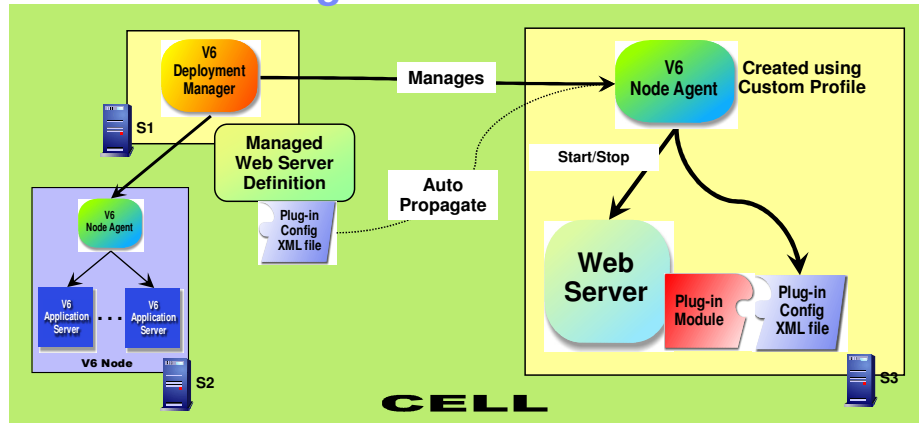 V6
Deployment
Manager
S1
Manages
V6
Node Agent
Created using
Custom Profile
Managed
Web Server
Definition
Plug-in
Config
XML file
Auto
Propagate
Start/Stop
V6
Node Agent
V6
Application
Server
. . .
V6
Application
Server
V6 Node
S2
Web
Server
Plug-in
Module
Plug-in
Config
XML file
S3
CELL